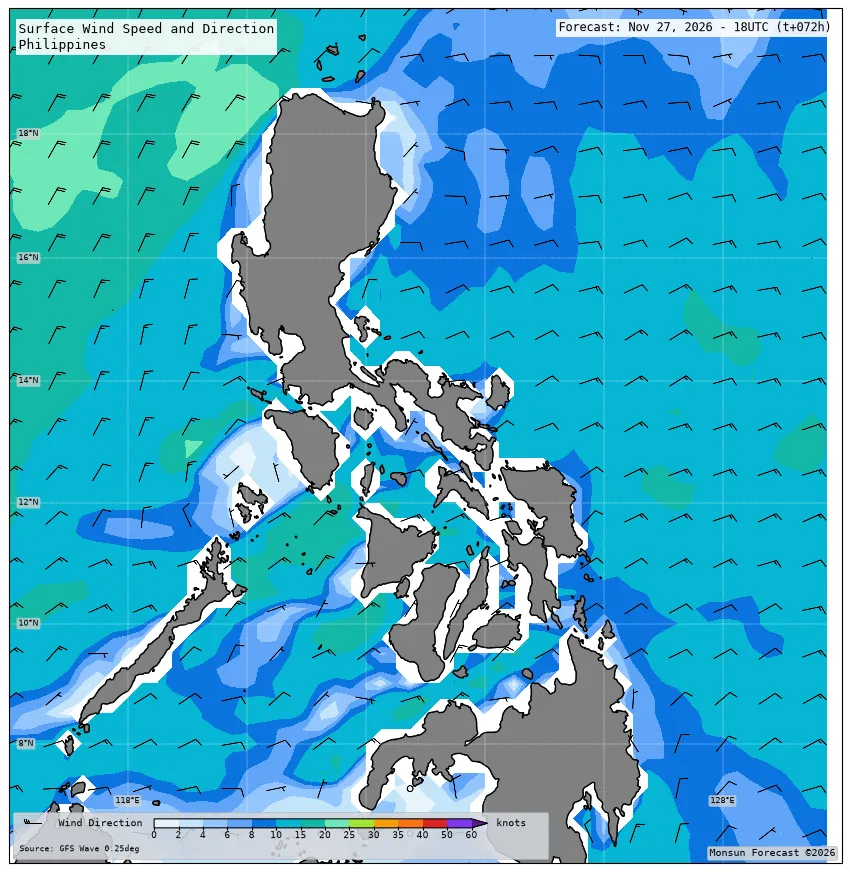 Surface Wind Speed and Direction
Philippines
Forecast: Nov 27, 2026 - 18UTC (t+072h)
18°N
16°N
14°N
12°N
10°N
8°N
118°E
128°E
Wind Direction
knots
0 2 4 6 8 10 15 20 25 30 35 40 50 60
Source: GFS Wave 0.25deg
Monsun Forecast ©2026